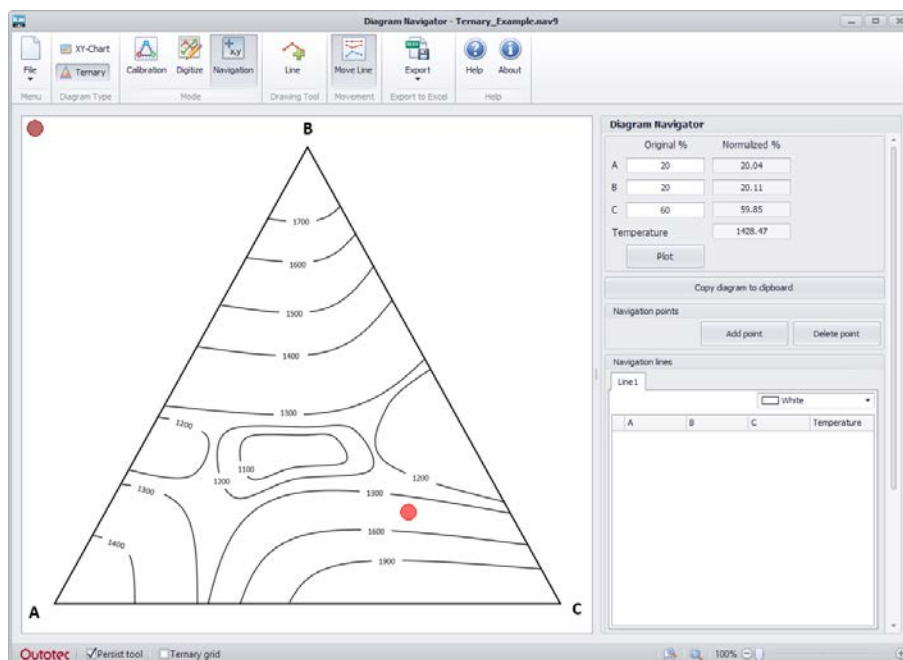 Diagram Navigator - Ternary_Example.nav9
XY-Chart
Ternary
File
Calibration
Digitize
Navigation
Line
Move Line
Export
Help
About
Menu
Diagram Type
Mode
Drawing Tool
Movement
Export to Excel
Help
B
1700
1600
1500
1400
1300
1200
1100
1200
1200
1300
1300
1400
1600
1900
A
C
Diagram Navigator
Original %
Normalized %
A 20 20.04
B 20 20.11
C 60 59.85
Temperature 1428.47
Plot
Copy diagram to clipboard
Navigation points
Add point
Delete point
Navigation lines
Line1
White
A B C Temperature
Outotec
Persist tool
Ternary grid
100%